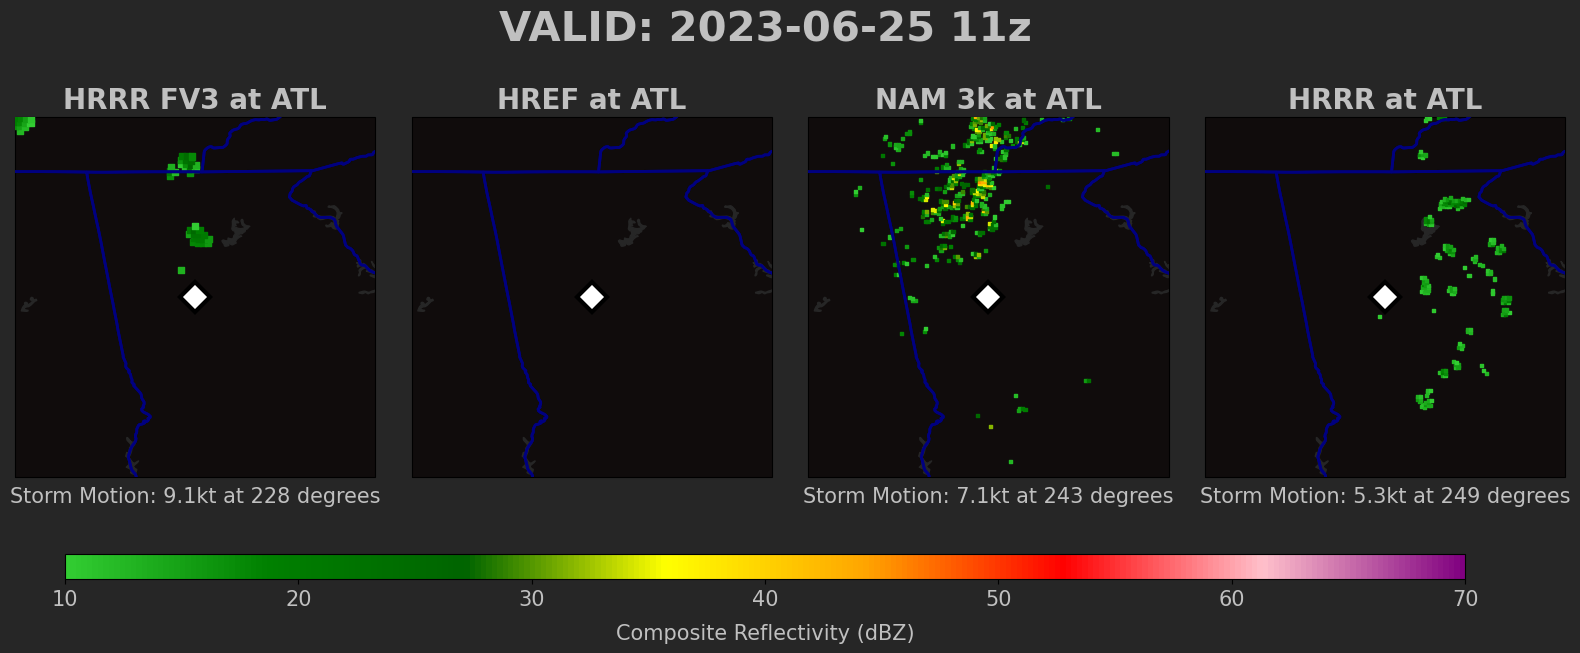 VALID: 2023-06-25 11z
HRRR FV3 at ATL
HREF at ATL
NAM 3k at ATL
HRRR at ATL
Storm Motion: 9.1kt at 228 degrees
Storm Motion: 7.1kt at 243 degrees
Storm Motion: 5.3kt at 249 degrees
10 20 30 40 50 60 70
Composite Reflectivity (dBZ)